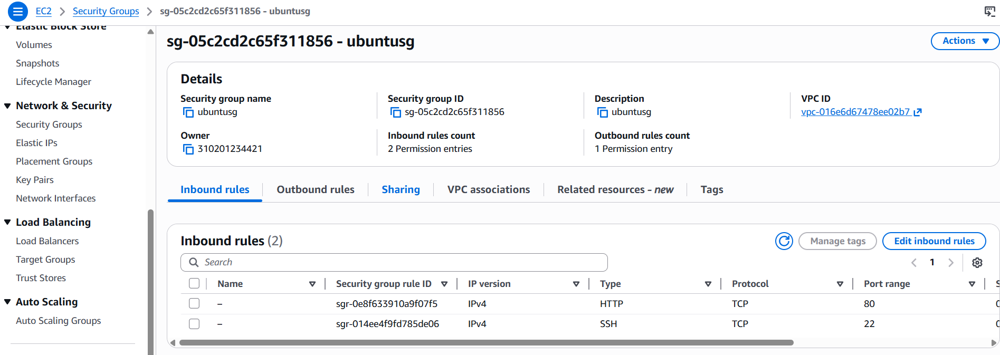 EC2 > Security Groups > sg-05c2cd2c65f311856 - ubuntusg
Elastic Block Store
Volumes
Snapshots
Lifecycle Manager
Network & Security
Security Groups
Elastic IPs
Placement Groups
Key Pairs
Network Interfaces
Load Balancing
Load Balancers
Target Groups
Trust Stores
Auto Scaling
Auto Scaling Groups
sg-05c2cd2c65f311856 - ubuntusg
Actions
Details
Security group name
ubuntusg
Security group ID
sg-05c2cd2c65f311856
Description
ubuntusg
VPC ID
vpc-016e6d67478ee02b7
Owner
310201234421
Inbound rules count
2 Permission entries
Outbound rules count
1 Permission entry
Inbound rules Outbound rules Sharing VPC associations Related resources - new Tags
Inbound rules (2)
Manage tags
Edit inbound rules
Search
1
Name Security group rule ID IP version Type Protocol Port range
– sgr-0e8f633910a9f07f5 IPv4 HTTP TCP 80
– sgr-014ee4f9fd785de06 IPv4 SSH TCP 22